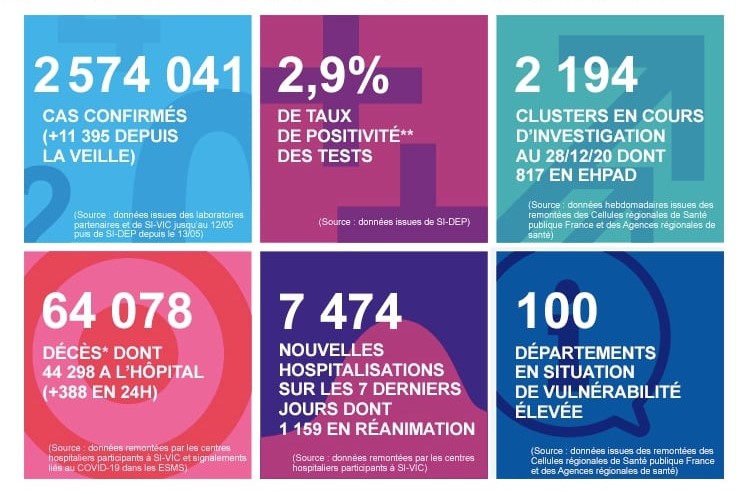 2 574 041
CAS CONFIRMÉS
(+11 395 DEPUIS
LA VEILLE)
(Source : données issues des laboratoires
partenaires et de SI-VIC jusqu'au 12/05
puis de SI-DEP depuis le 13/05)
2,9%
DE TAUX
DE POSITIVITÉ**
DES TESTS
(Source : données issues de SI-DEP)
2 194
CLUSTERS EN COURS
D'INVESTIGATION
AU 28/12/20 DONT
817 EN EHPAD
(Source : données hebdomadaires issues des
remontées des Cellules régionales de Santé
publique France et des Agences régionales de
santé)
64 078
DÉCÈS* DONT
44 298 A L'HÔPITAL
(+388 EN 24H)
(Source : données remontées par les centres
hospitaliers participants à SI-VIC et signalements
liés au COVID-19 dans les ESMS)
7 474
NOUVELLES
HOSPITALISATIONS
SUR LES 7 DERNIERS
JOURS DONT
1 159 EN RÉANIMATION
(Source : données remontées par les centres
hospitaliers participants à SI-VIC)
100
DÉPARTEMENTS
EN SITUATION
DE VULNÉRABILITÉ
ÉLEVÉE
(Source : données issues des remontées des
Cellules régionales de Santé publique France
et des Agences régionales de santé)